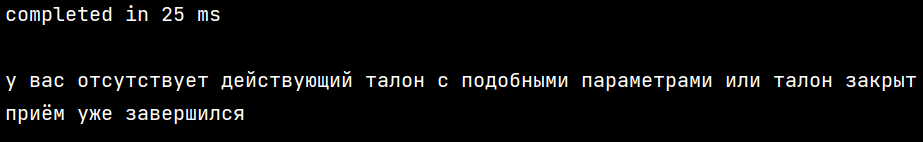 completed in 25 ms
у вас отсутствует действующий талон с подобными параметрами или талон закрыт
приём уже завершился